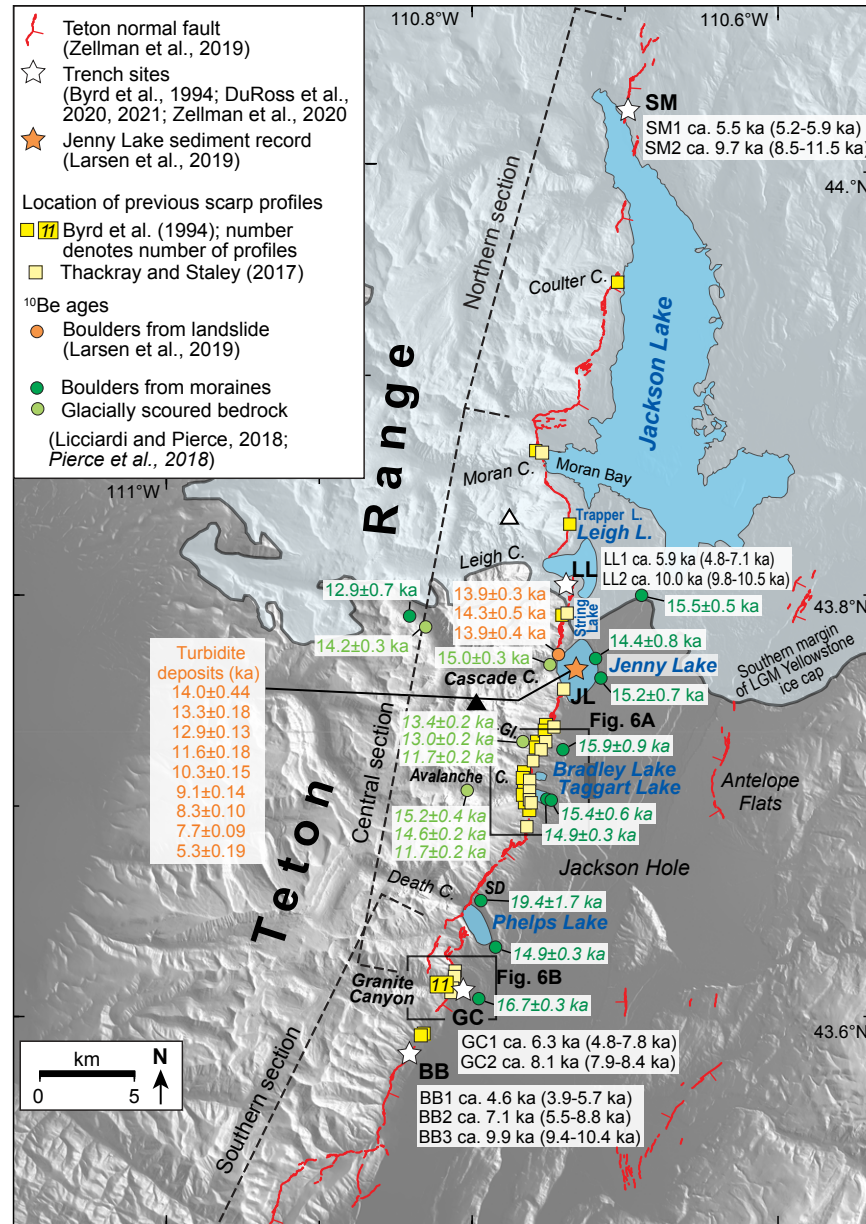 110.8°W
110.6°W
Teton normal fault
(Zellman et al., 2019)
Trench sites
(Byrd et al., 1994; DuRoss et al.,
2020, 2021; Zellman et al., 2020
Jenny Lake sediment record
(Larsen et al., 2019)
Location of previous scarp profiles
11 Byrd et al. (1994); number
denotes number of profiles
Thackray and Staley (2017)
¹⁰Be ages
Boulders from landslide
(Larsen et al., 2019)
Boulders from moraines
Glacially scoured bedrock
(Licciardi and Pierce, 2018;
Pierce et al., 2018)
SM
SM1 ca. 5.5 ka (5.2-5.9 ka)
SM2 ca. 9.7 ka (8.5-11.5 ka)
44.°N
Northern section
Coulter C.
Jackson Lake
Moran C.
Moran Bay
111°W
Teton Range
Trapper L.
Leigh L.
Leigh C.
LL
LL1 ca. 5.9 ka (4.8-7.1 ka)
LL2 ca. 10.0 ka (9.8-10.5 ka)
43.8°N
12.9±0.7 ka
13.9±0.3 ka
14.3±0.5 ka
13.9±0.4 ka
String
Lake
15.5±0.5 ka
14.2±0.3 ka
14.4±0.8 ka
Southern margin
of LGM Yellowstone
ice cap
15.0±0.3 ka
Jenny Lake
Cascade C.
15.2±0.7 ka
JL
Turbidite
deposits (ka)
14.0±0.44
13.3±0.18
12.9±0.13
11.6±0.18
10.3±0.15
9.1±0.14
8.3±0.10
7.7±0.09
5.3±0.19
Central section
Fig. 6A
13.4±0.2 ka
13.0±0.2 ka
11.7±0.2 ka
Gl.
15.9±0.9 ka
Avalanche C.
Bradley Lake
Taggart Lake
Antelope
Flats
15.2±0.4 ka
14.6±0.2 ka
11.7±0.2 ka
15.4±0.6 ka
14.9±0.3 ka
Jackson Hole
Death C.
SD
19.4±1.7 ka
Phelps Lake
14.9±0.3 ka
Fig. 6B
Granite
Canyon
11
16.7±0.3 ka
GC
43.6°N
GC1 ca. 6.3 ka (4.8-7.8 ka)
GC2 ca. 8.1 ka (7.9-8.4 ka)
BB
BB1 ca. 4.6 ka (3.9-5.7 ka)
BB2 ca. 7.1 ka (5.5-8.8 ka)
BB3 ca. 9.9 ka (9.4-10.4 ka)
Southern section
km
N
0
5